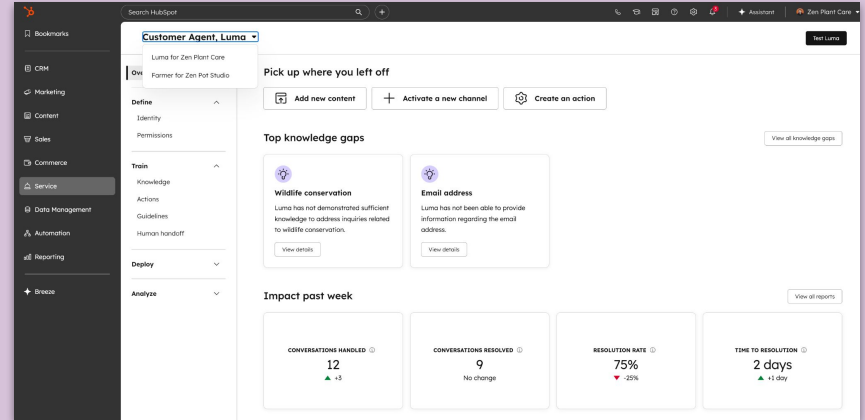 Search HubSpot
Assistant
Zen Plant Care
Bookmarks
CRM
Marketing
Content
Sales
Commerce
Service
Data Management
Automation
Reporting
Breeze
Customer Agent, Luma
Test Luma
Luma for Zen Plant Care
Farmer for Zen Pot Studio
Define
Identity
Permissions
Train
Knowledge
Actions
Guidelines
Human handoff
Deploy
Analyze
Pick up where you left off
Add new content
Activate a new channel
Create an action
Top knowledge gaps
View all knowledge gaps
Wildlife conservation
Luma has not demonstrated sufficient
knowledge to address inquiries related
to wildlife conservation.
View details
Email address
Luma has not been able to provide
information regarding the email
address.
View details
Impact past week
View all reports
CONVERSATIONS HANDLED
12
+3
CONVERSATIONS RESOLVED
9
No change
RESOLUTION RATE
75%
-25%
TIME TO RESOLUTION
2 days
+1 day